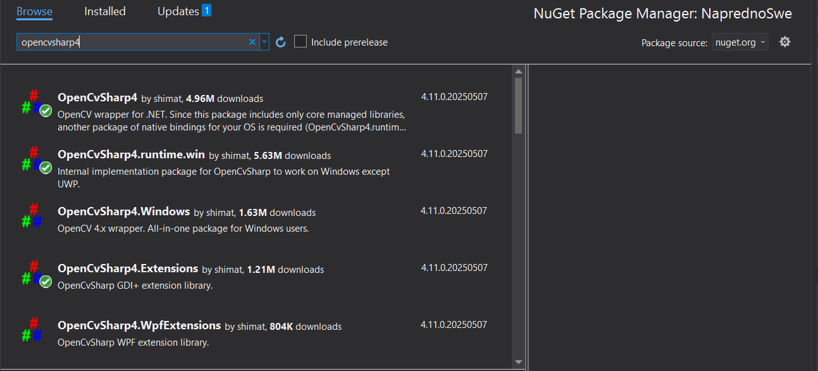 Browse Installed Updates 1 NuGet Package Manager: NaprednoSwe
opencvsharp4 Include prerelease Package source: nuget.org
OpenCvSharp4 by shimat, 4.96M downloads 4.11.0.20250507
OpenCV wrapper for .NET. Since this package includes only core managed libraries,
another package of native bindings for your OS is required (OpenCvSharp4.runtim...
OpenCvSharp4.runtime.win by shimat, 5.63M downloads 4.11.0.20250507
Internal implementation package for OpenCvSharp to work on Windows except
UWP.
OpenCvSharp4.Windows by shimat, 1.63M downloads 4.11.0.20250507
OpenCV 4.x wrapper. All-in-one package for Windows users.
OpenCvSharp4.Extensions by shimat, 1.21M downloads 4.11.0.20250507
OpenCvSharp GDI+ extension library.
OpenCvSharp4.WpfExtensions by shimat, 804K downloads 4.11.0.20250507
OpenCvSharp WPF extension library.